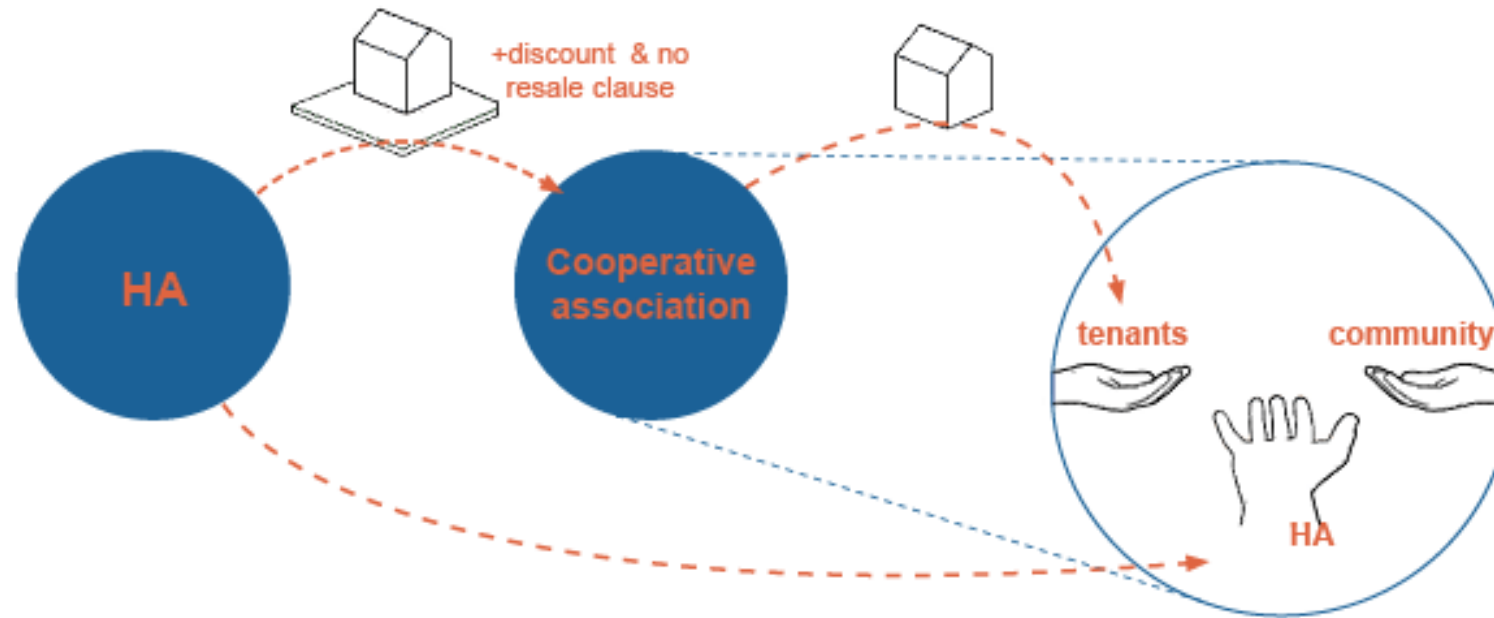 +discount & no
resale clause
HA
Cooperative
association
tenants
community
HA